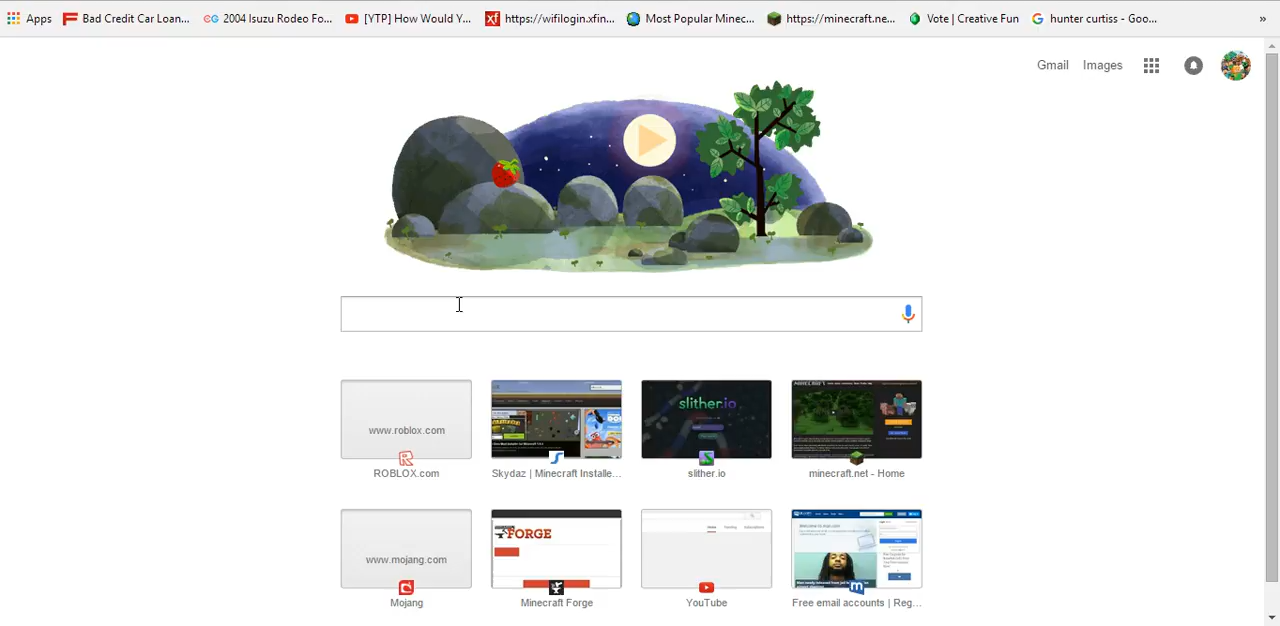 Apps Bad Credit Car Loan... 2004 Isuzu Rodeo Fo... [YTP] How Would Y... https://wifilogin.xfin... Most Popular Minec... https://minecraft.ne... Vote | Creative Fun hunter curtiss - Goo... »
Gmail Images
www.roblox.com
slither.io
ROBLOX.com Skydaz | Minecraft Installe... slither.io minecraft.net - Home
www.mojang.com
FORGE
Mojang Minecraft Forge YouTube Free email accounts | Reg...